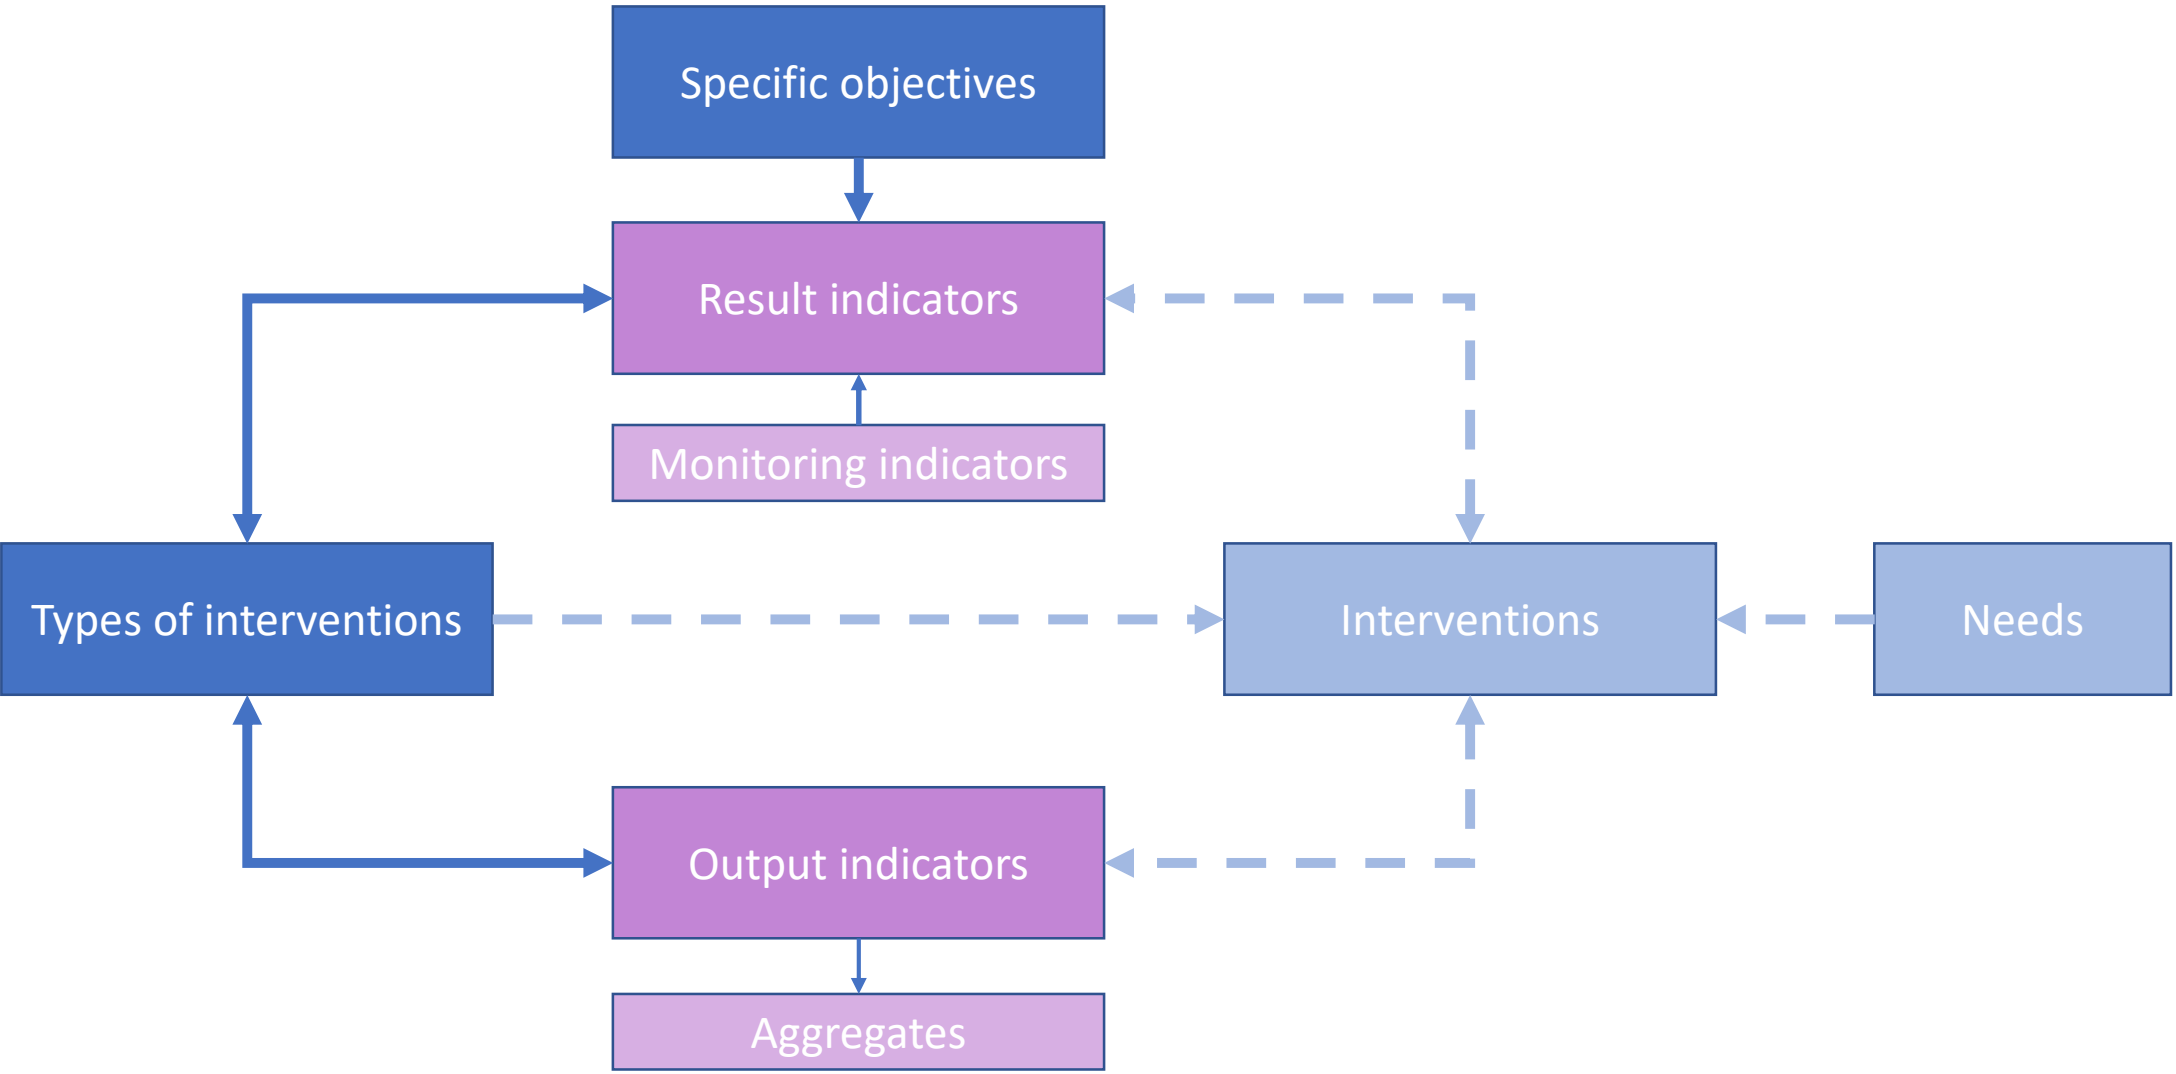 Specific objectives
Result indicators
Monitoring indicators
Types of interventions
Interventions
Needs
Output indicators
Aggregates